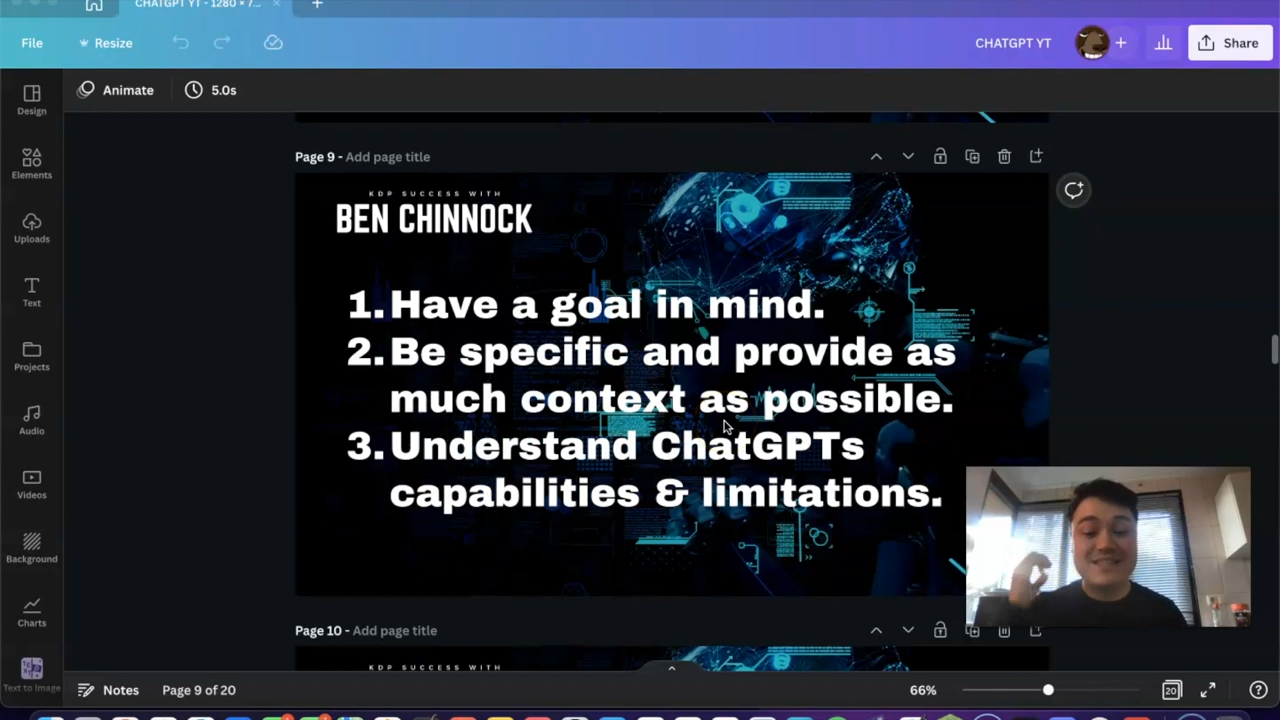 CHATGPT YT - 1280 × 7...
File
Resize
CHATGPT YT
Share
Animate
5.0s
Design
Elements
Uploads
Text
Projects
Audio
Videos
Background
Charts
Text to Image
Page 9 - Add page title
KDP SUCCESS WITH
BEN CHINNOCK
1. Have a goal in mind.
2. Be specific and provide as
much context as possible.
3. Understand ChatGPTs
capabilities & limitations.
Page 10 - Add page title
KDP SUCCESS WITH
Notes
Page 9 of 20
66%
20